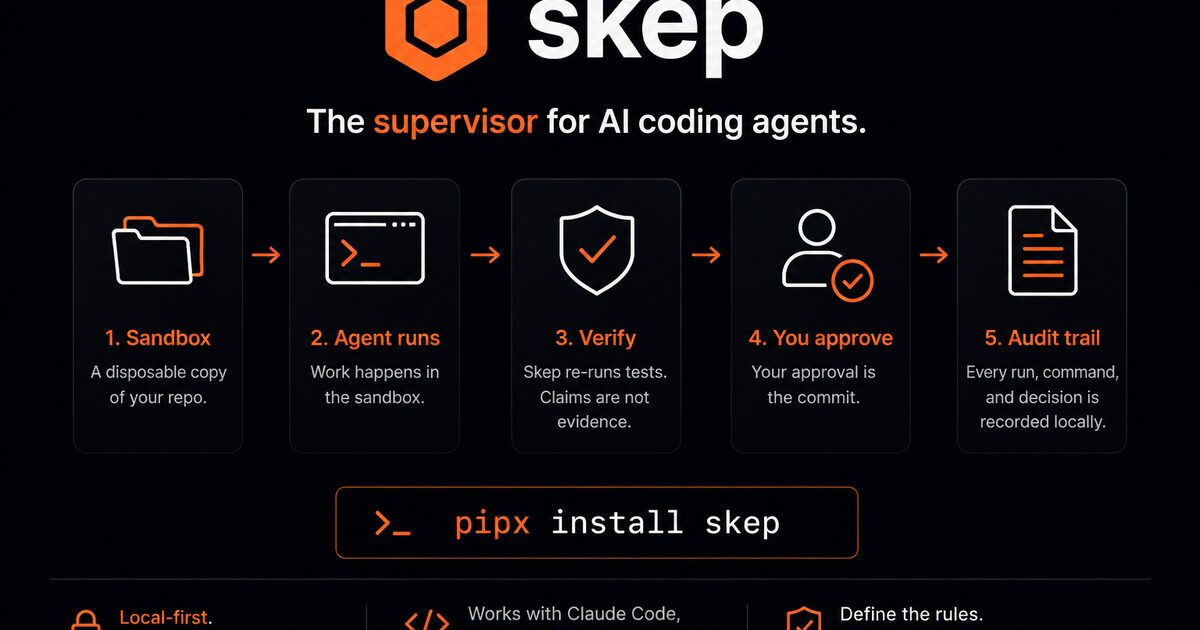 skep
The supervisor for AI coding agents.
1. Sandbox
A disposable copy
of your repo.
2. Agent runs
Work happens in
the sandbox.
3. Verify
Skep re-runs tests.
Claims are not
evidence.
4. You approve
Your approval is
the commit.
5. Audit trail
Every run, command,
and decision is
recorded locally.
>_ pipx install skep
Local-first.
Works with Claude Code,
Define the rules.